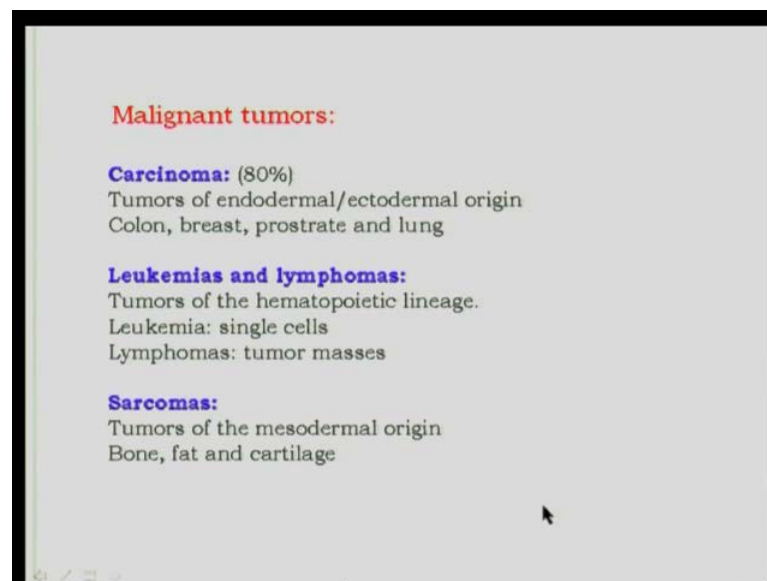 Malignant tumors:
Carcinoma: (80%)
Tumors of endodermal/ectodermal origin
Colon, breast, prostrate and lung
Leukemias and lymphomas:
Tumors of the hematopoietic lineage.
Leukemia: single cells
Lymphomas: tumor masses
Sarcomas:
Tumors of the mesodermal origin
Bone, fat and cartilage